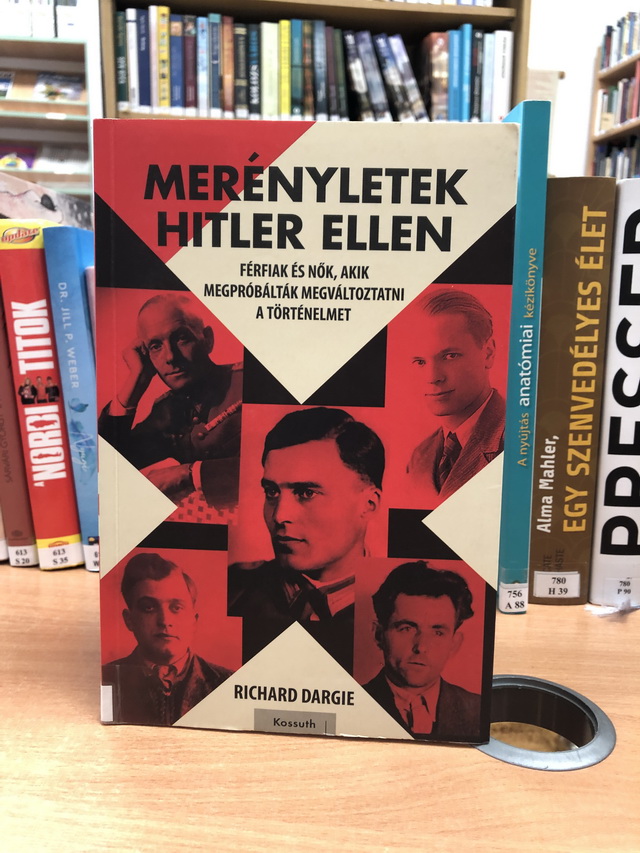 MERÉNYLETEK
HITLER ELLEN
FÉRFIAK ÉS NŐK, AKIK
MEGPRÓBÁLTÁK MEGVÁLTOZTATNI
A TÖRTÉNELMET
RICHARD DARGIE
Kossuth
A NORDI TITOK
613
S 20
613
S 35
DR. JILL P. WEBER
A nyújtás anatómiai kézikönyve
756
A 88
Alma Mahler,
EGY SZENVEDÉLYES ÉLET
780
H 39
PRESSER
780
P 90